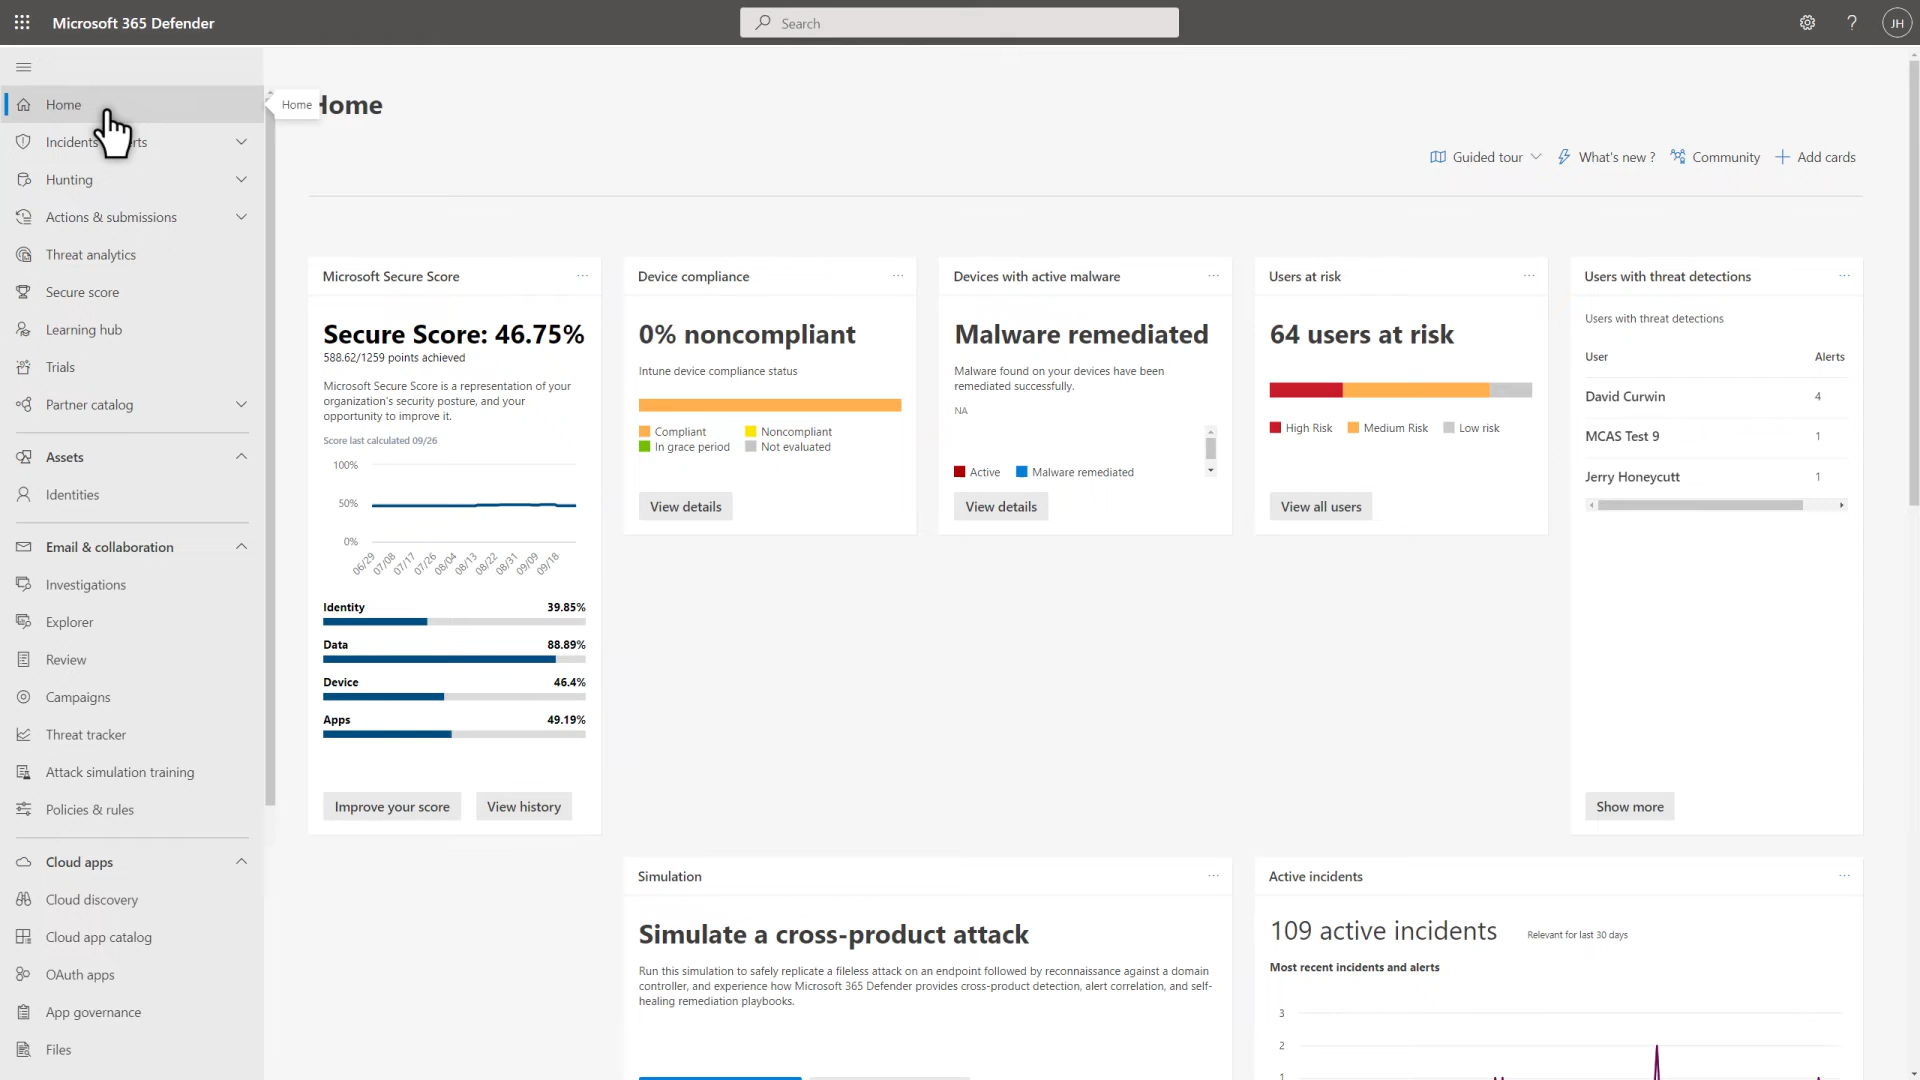 Microsoft 365 Defender
Search
JH
Home
Incidents
rts
Hunting
Actions & submissions
Threat analytics
Secure score
Learning hub
Trials
Partner catalog
Assets
Identities
Email & collaboration
Investigations
Explorer
Review
Campaigns
Threat tracker
Attack simulation training
Policies & rules
Cloud apps
Cloud discovery
Cloud app catalog
OAuth apps
App governance
Files
Home
Home
Guided tour
What's new ?
Community
Add cards
Microsoft Secure Score
Secure Score: 46.75%
588.62/1259 points achieved
Microsoft Secure Score is a representation of your
organization's security posture, and your
opportunity to improve it.
Score last calculated 09/26
100%
50%
0%
06/29 07/08 07/17 07/26 08/04 08/13 08/22 08/31 09/09 09/18
Identity 39.85%
Data 88.89%
Device 46.4%
Apps 49.19%
Improve your score
View history
Device compliance
0% noncompliant
Intune device compliance status
Compliant Noncompliant
In grace period Not evaluated
View details
Devices with active malware
Malware remediated
Malware found on your devices have been
remediated successfully.
NA
Active Malware remediated
View details
Users at risk
64 users at risk
High Risk Medium Risk Low risk
View all users
Users with threat detections
Users with threat detections
User Alerts
David Curwin 4
MCAS Test 9 1
Jerry Honeycutt 1
Show more
Simulation
Simulate a cross-product attack
Run this simulation to safely replicate a fileless attack on an endpoint followed by reconnaissance against a domain
controller, and experience how Microsoft 365 Defender provides cross-product detection, alert correlation, and self-
healing remediation playbooks.
Active incidents
109 active incidents
Relevant for last 30 days
Most recent incidents and alerts
3
2
1